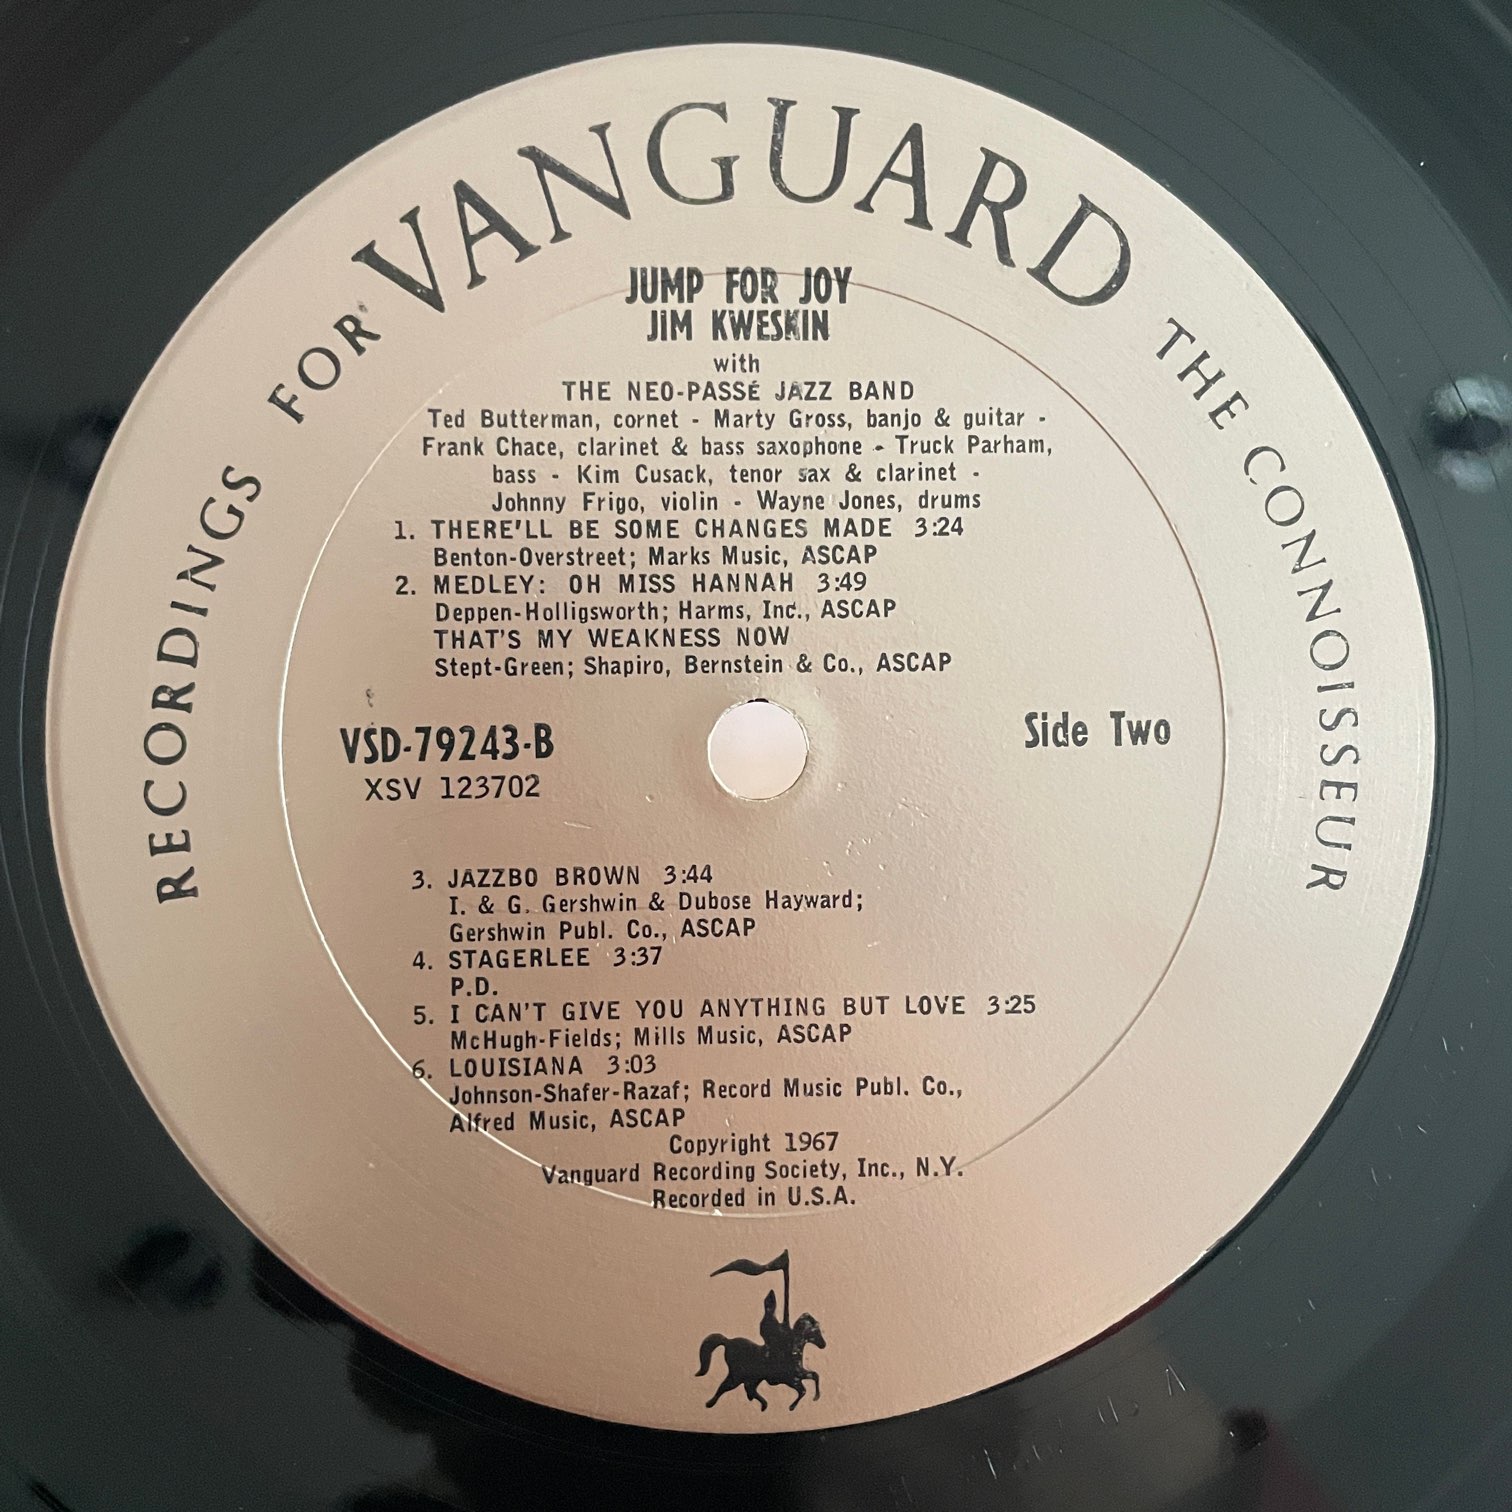 RECORDINGS FOR VANGUARD THE CONNOISSEUR
JUMP FOR JOY
JIM KWESKIN
with
THE NEO-PASSÉ JAZZ BAND
Ted Butterman, cornet - Marty Gross, banjo & guitar -
Frank Chace, clarinet & bass saxophone - Truck Parham,
bass - Kim Cusack, tenor sax & clarinet -
Johnny Frigo, violin - Wayne Jones, drums
1. THERE'LL BE SOME CHANGES MADE 3:24
Benton-Overstreet; Marks Music, ASCAP
2. MEDLEY: OH MISS HANNAH 3:49
Deppen-Holligsworth; Harms, Inc., ASCAP
THAT'S MY WEAKNESS NOW
Stept-Green; Shapiro, Bernstein & Co., ASCAP
VSD-79243-B
XSV 123702
Side Two
3. JAZZBO BROWN 3:44
I. & G. Gershwin & Dubose Hayward;
Gershwin Publ. Co., ASCAP
4. STAGERLEE 3:37
P.D.
5. I CAN'T GIVE YOU ANYTHING BUT LOVE 3:25
McHugh-Fields; Mills Music, ASCAP
6. LOUISIANA 3:03
Johnson-Shafer-Razaf; Record Music Publ. Co.,
Alfred Music, ASCAP
Copyright 1967
Vanguard Recording Society, Inc., N.Y.
Recorded in U.S.A.